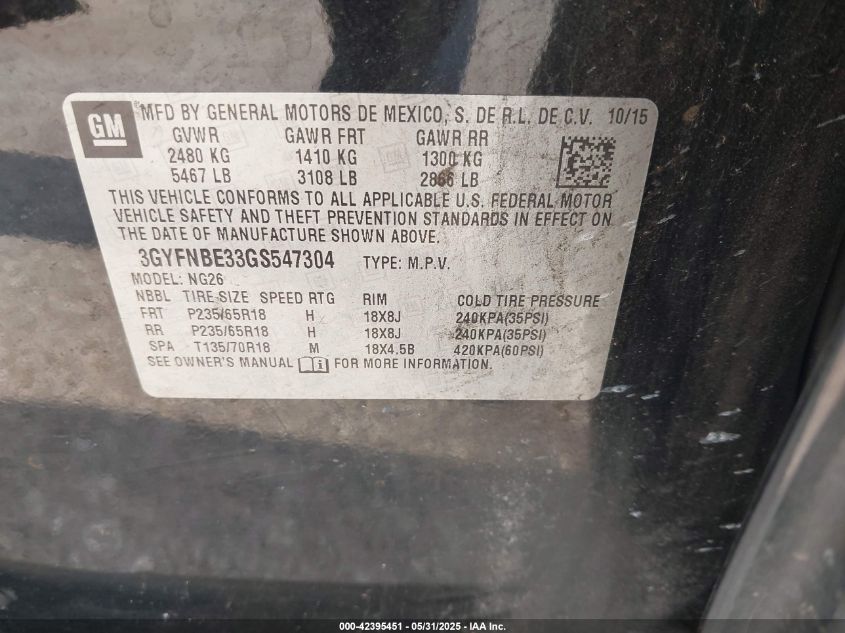 GM
MFD BY GENERAL MOTORS DE MEXICO, S. DE R.L. DE C.V. 10/15
GVWR GAWR FRT GAWR RR
2480 KG 1410 KG 1300 KG
5467 LB 3108 LB 2866 LB
THIS VEHICLE CONFORMS TO ALL APPLICABLE U.S. FEDERAL MOTOR
VEHICLE SAFETY AND THEFT PREVENTION STANDARDS IN EFFECT ON
THE DATE OF MANUFACTURE SHOWN ABOVE.
3GYFNBE33GS547304 TYPE: M.P.V.
MODEL: NG26
NBBL TIRE SIZE SPEED RTG RIM COLD TIRE PRESSURE
FRT P235/65R18 H 18X8J 240KPA(35PSI)
RR P235/65R18 H 18X8J 240KPA(35PSI)
SPA T135/70R18 M 18X4.5B 420KPA(60PSI)
SEE OWNER'S MANUAL FOR MORE INFORMATION.
000-42395451 - 05/31/2025 - IAA Inc.